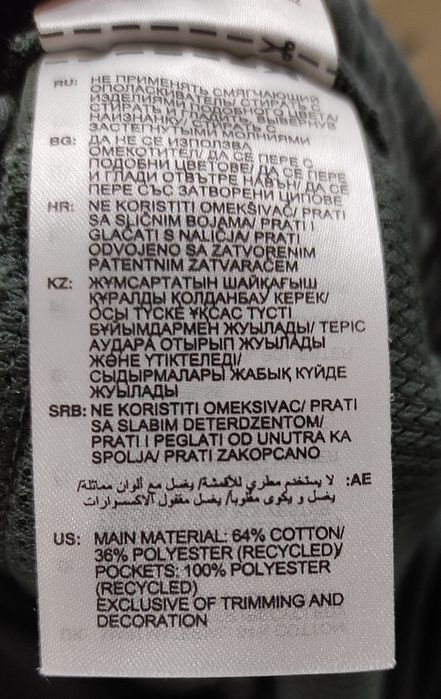 RU: НЕ ПРИМЕНЯТЬ СМЯГЧАЮЩИЙ
ОПОЛАСКИВАТЕЛЬ/ СТИРАТЬ С
ИЗДЕЛИЯМИ
НАИЗНАНКУ/ С
ЗАСТЕГНУТЫМИ МОЛНИЯМИ
BG: ДА НЕ СЕ ИЗПОЛЗВА
ОМЕКОТИТЕЛ/ ДА СЕ ПЕРЕ С
ПОДОБНИ ЦВЕТОВЕ/ ДА СЕ ПЕРЕ
И ГЛАДИ ОТВЪТРЕ НАВЪН/ ДА СЕ
ПЕРЕ СЪС ЗАТВОРЕНИ ЦИПОВЕ
HR: NE KORISTITI OMEKŠIVAČ/ PRATI
SA SLIČNIM BOJAMA/ PRATI I
GLAČATI S NALIČJA/ PRATI
ODVOJENO SA ZATVORENIM
PATENTNIM ZATVARAČEM
KZ: ЖҰМСАРТАТЫН ШАЙҚАҒЫШ
ҚҰРАЛДЫ ҚОЛДАНБАУ КЕРЕК/
ОСЫ ТҮСКЕ ҰҚСАС ТҮСТІ
БҰЙЫМДАРМЕН ЖУЫЛАДЫ/ ТЕРІС
АУДАРА ОТЫРЫП ЖУЫЛАДЫ
ЖӘНЕ ҮТІКТЕЛЕДІ/
СЫДЫРМАЛАРЫ ЖАБЫҚ КҮЙДЕ
ЖУЫЛАДЫ
SRB: NE KORISTITI OMEKSIVAC/ PRATI
SA SLABIM DETERDZENTOM/
PRATI I PEGLATI OD UNUTRA KA
SPOLJA/ PRATI ZAKOPCANO
AE: لا يستخدم مطري للأقمشة/ يغسل مع ألوان مماثلة/
يغسل و يكوى مقلوبا/ يغسل مقفول الاكسسوارات
US: MAIN MATERIAL: 64% COTTON/
36% POLYESTER (RECYCLED)/
POCKETS: 100% POLYESTER
(RECYCLED)
EXCLUSIVE OF TRIMMING AND
DECORATION